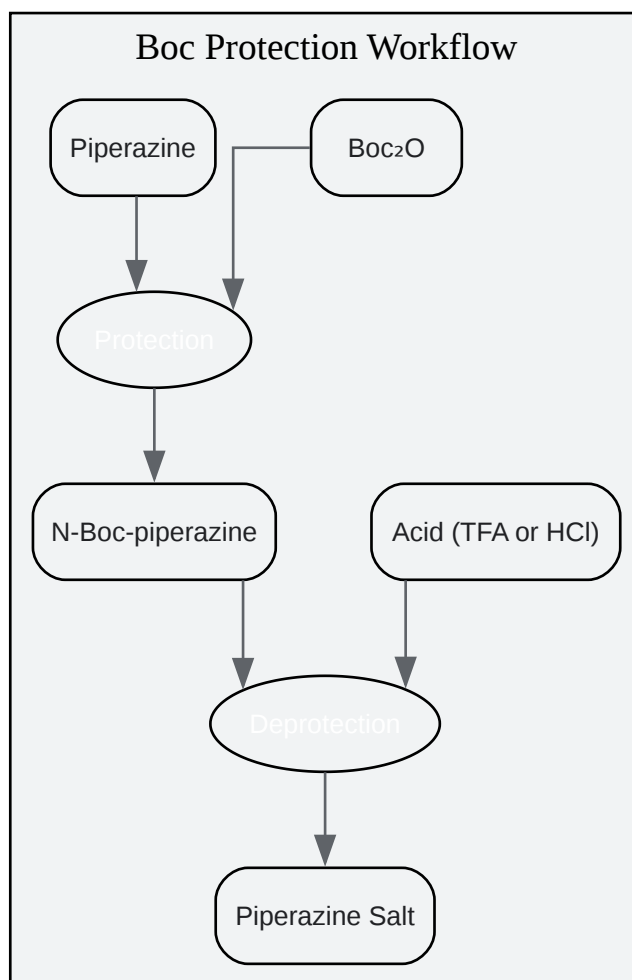 Boc Protection Workflow
Piperazine
Boc₂O
Protection
N-Boc-piperazine
Acid (TFA or HCl)
Deprotection
Piperazine Salt